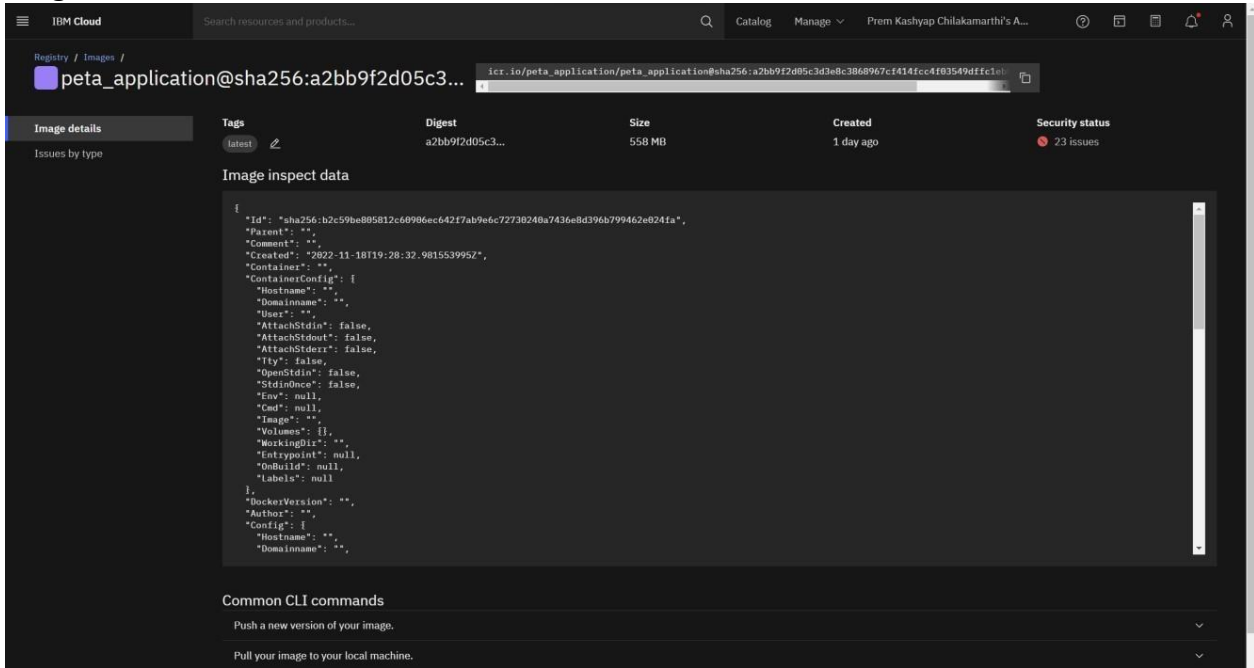 IBM Cloud
Search resources and products...
Catalog
Manage
Prem Kashyap Chilakamarthi's A...
Registry / Images /
peta_application@sha256:a2bb9f2d05c3...
icr.io/peta_application/peta_application@sha256:a2bb9f2d05c3d3e8c3868967cf414fcc4f03549dffc1eb
Image details
Issues by type
Tags
Digest
Size
Created
Security status
latest
a2bb9f2d05c3...
558 MB
1 day ago
23 issues
Image inspect data
{
"Id": "sha256:b2c59be805812c60906ec642f7ab9e6c72730240a7436e8d396b799462e024fa",
"Parent": "",
"Comment": "",
"Created": "2022-11-18T19:28:32.981553995Z",
"Container": "",
"ContainerConfig": {
"Hostname": "",
"Domainname": "",
"User": "",
"AttachStdin": false,
"AttachStdout": false,
"AttachStderr": false,
"Tty": false,
"OpenStdin": false,
"StdinOnce": false,
"Env": null,
"Cmd": null,
"Image": "",
"Volumes": {},
"WorkingDir": "",
"Entrypoint": null,
"OnBuild": null,
"Labels": null
},
"DockerVersion": "",
"Author": "",
"Config": {
"Hostname": "",
"Domainname": "",
Common CLI commands
Push a new version of your image.
Pull your image to your local machine.